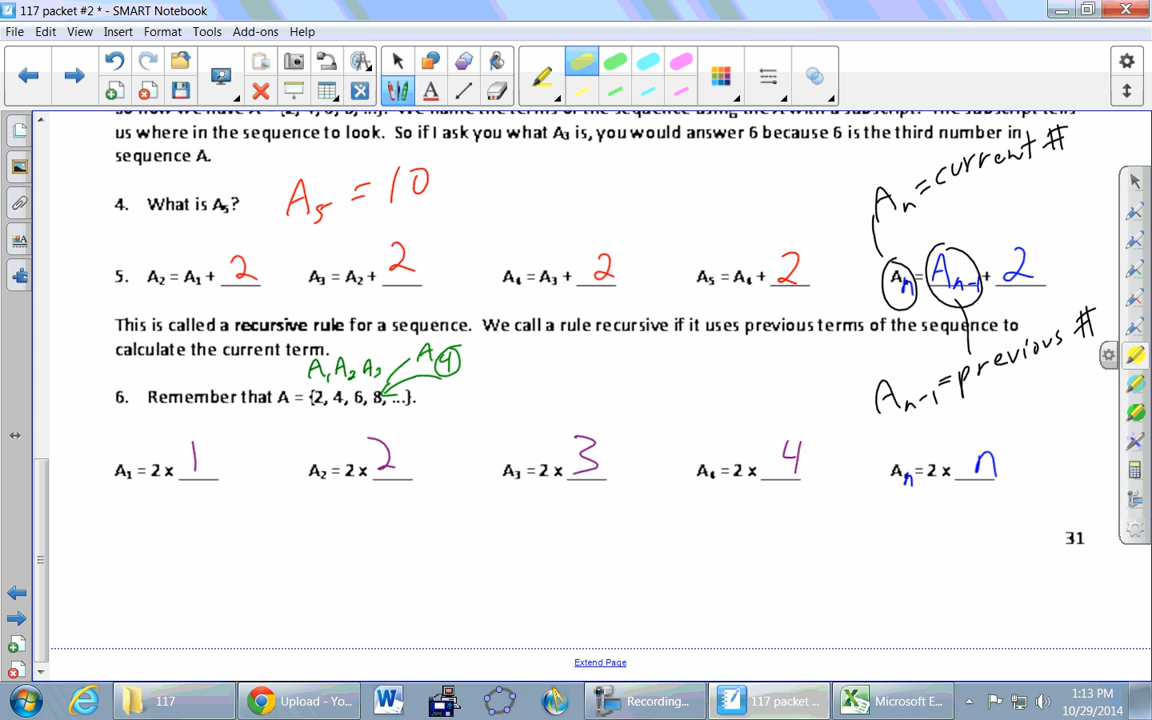 117 packet #2 * - SMART Notebook
File Edit View Insert Format Tools Add-ons Help
us where in the sequence to look. So if I ask you what A₃ is, you would answer 6 because 6 is the third number in
sequence A.
Aₙ = current #
4. What is A₅? A₅ = 10
5. A₂ = A₁ + 2 A₃ = A₂ + 2 A₄ = A₃ + 2 A₅ = A₄ + 2 Aₙ = Aₙ₋₁ + 2
This is called a recursive rule for a sequence. We call a rule recursive if it uses previous terms of the sequence to
calculate the current term.
Aₙ₋₁ = previous #
A₁ A₂ A₃ A₄
6. Remember that A = {2, 4, 6, 8, ...}.
A₁ = 2 x 1 A₂ = 2 x 2 A₃ = 2 x 3 A₄ = 2 x 4 Aₙ = 2 x n
31
Extend Page
117 Upload - Yo... Recording... 117 packet ... Microsoft E...
1:13 PM
10/29/2014